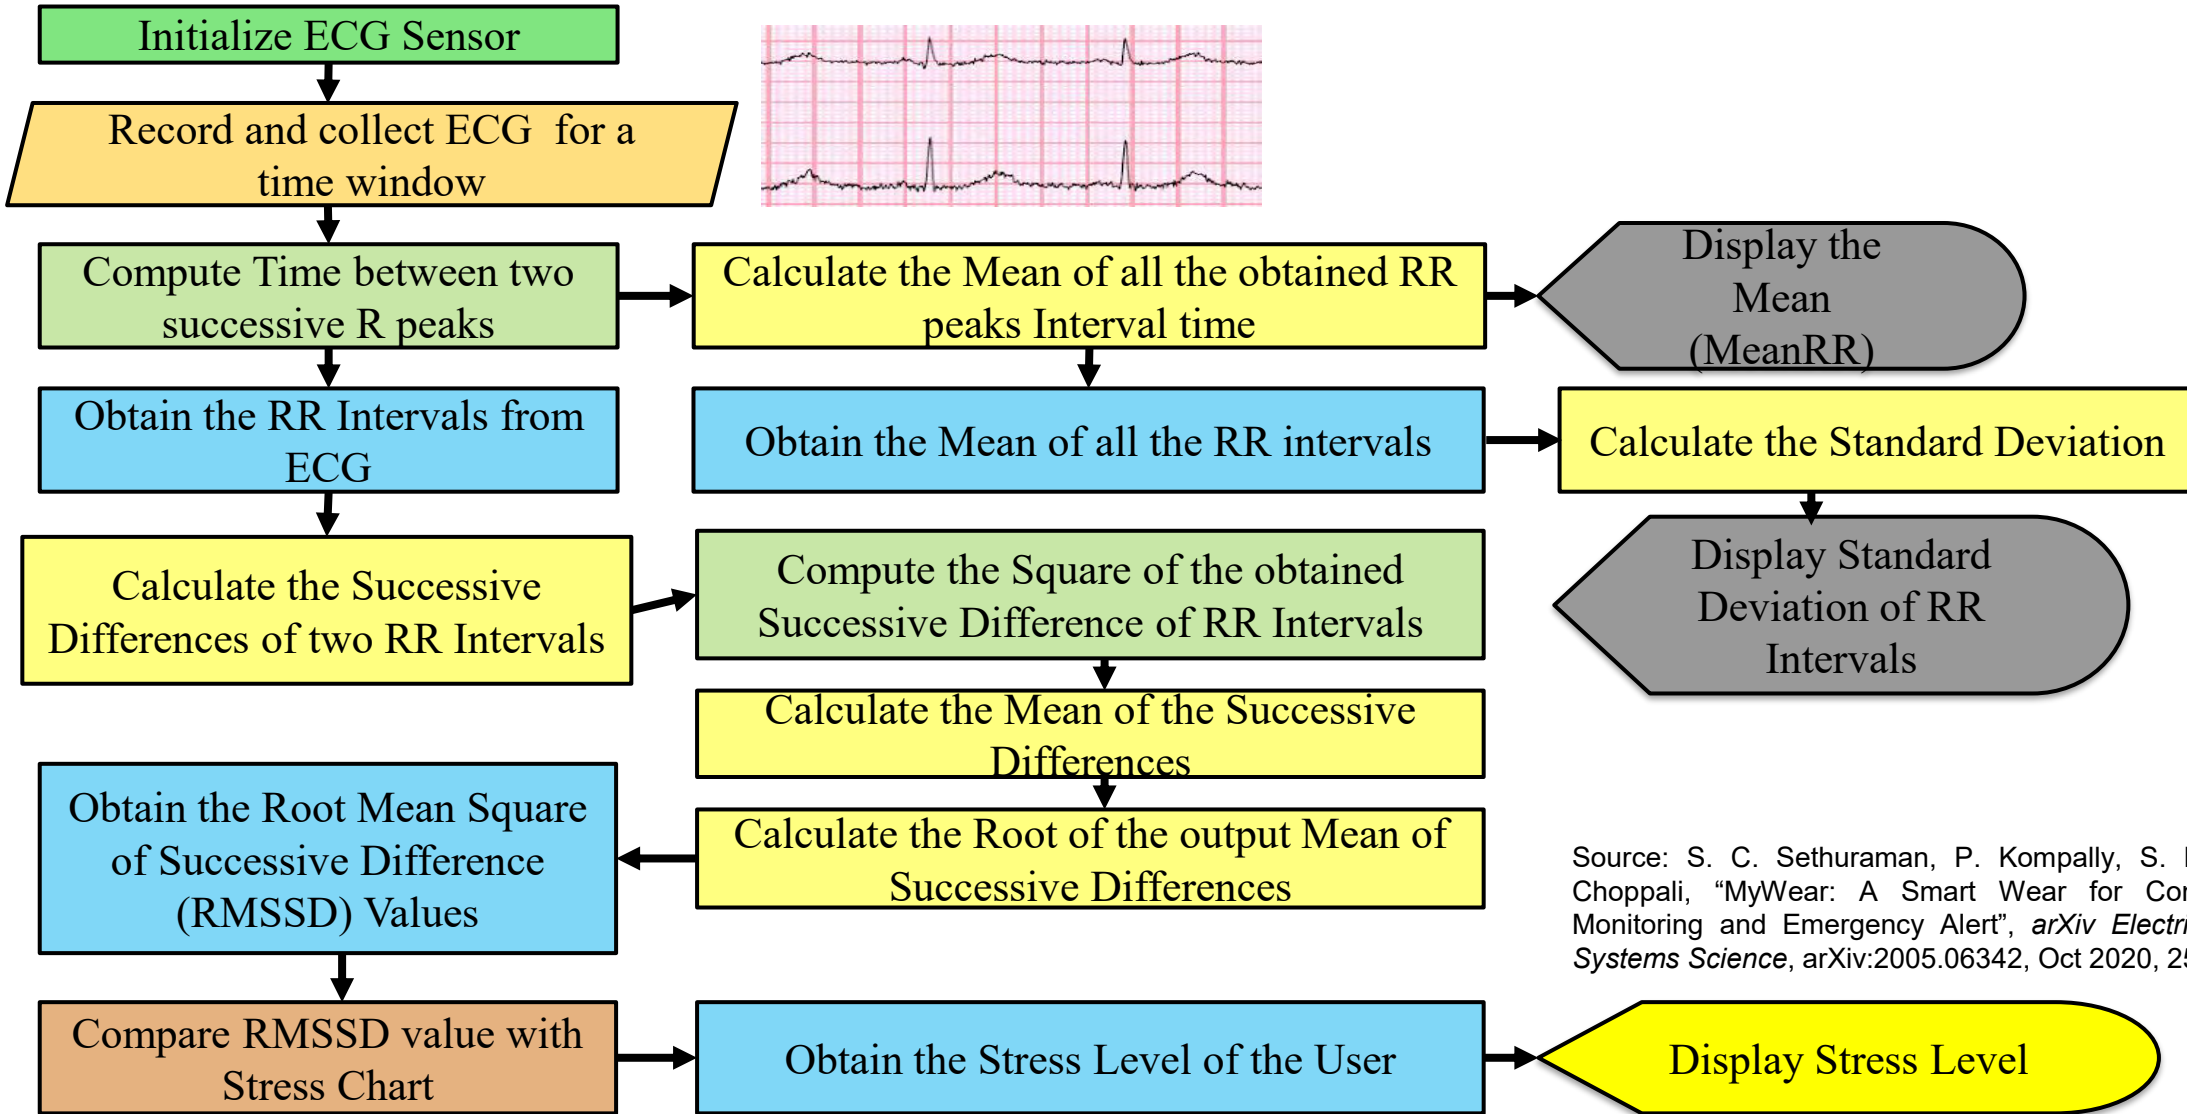 Initialize ECG Sensor
Record and collect ECG for a
time window
Compute Time between two
successive R peaks
Calculate the Mean of all the obtained RR
peaks Interval time
Display the
Mean
(MeanRR)
Obtain the RR Intervals from
ECG
Obtain the Mean of all the RR intervals
Calculate the Standard Deviation
Calculate the Successive
Differences of two RR Intervals
Compute the Square of the obtained
Successive Difference of RR Intervals
Display Standard
Deviation of RR
Intervals
Calculate the Mean of the Successive
Differences
Calculate the Root of the output Mean of
Successive Differences
Obtain the Root Mean Square
of Successive Difference
(RMSSD) Values
Source: S. C. Sethuraman, P. Kompally, S. 
Choppali, “MyWear: A Smart Wear for
Monitoring and Emergency Alert”, arXiv
Systems Science, arXiv:2005.06342, Oct 2020,
Compare RMSSD value with
Stress Chart
Obtain the Stress Level of the User
Display Stress Level